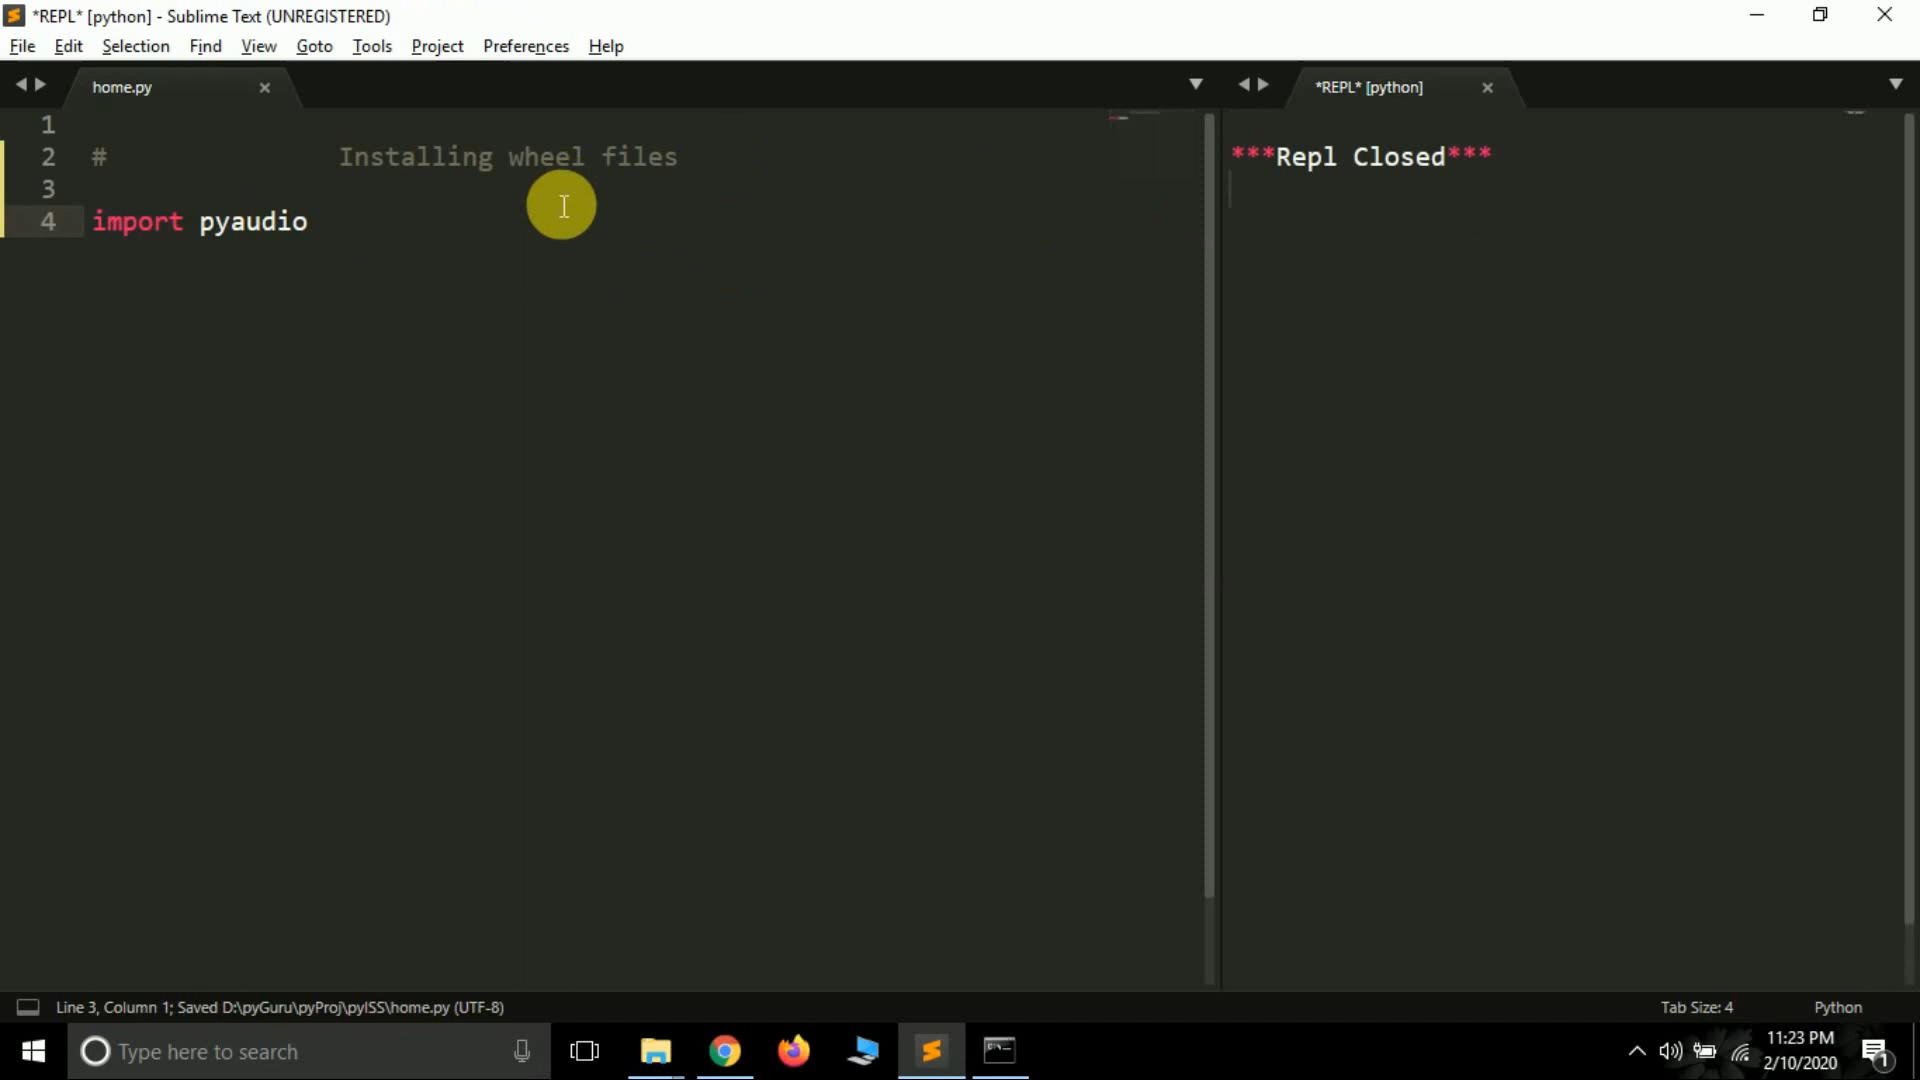 *REPL* [python] - Sublime Text (UNREGISTERED)
File Edit Selection Find View Goto Tools Project Preferences Help
home.py
*REPL* [python]
1
2 # Installing wheel files
3
4 import pyaudio
***Repl Closed***
Line 3, Column 1; Saved D:\pyGuru\pyProj\pyISS\home.py (UTF-8)
Tab Size: 4
Python
Type here to search
11:23 PM
2/10/2020
1